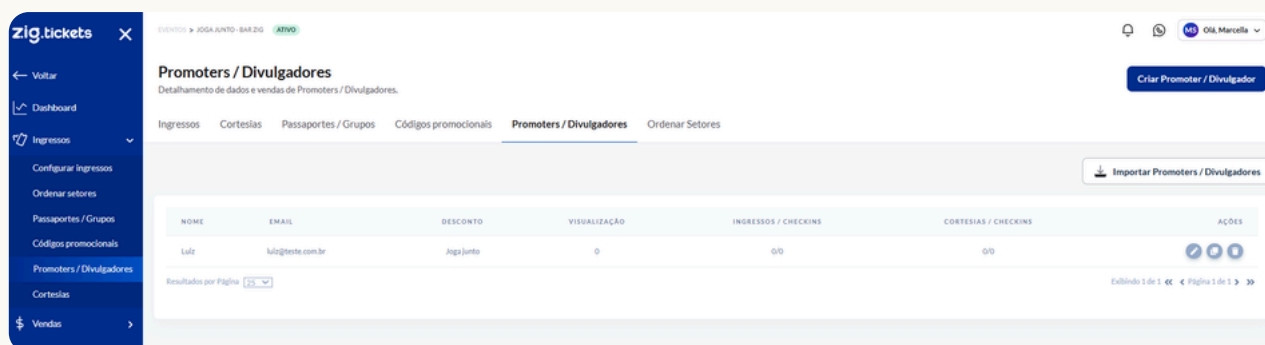 zig.tickets
EVENTOS > JOGA JUNTO - BAR ZIG ATIVO
MS Olá, Marcella
Voltar
Dashboard
Ingressos
Configurar ingressos
Ordenar setores
Passaportes / Grupos
Códigos promocionais
Promoters / Divulgadores
Cortesias
$ Vendas
Promoters / Divulgadores
Detalhamento de dados e vendas de Promoters / Divulgadores.
Criar Promoter / Divulgador
Ingressos Cortesias Passaportes / Grupos Códigos promocionais Promoters / Divulgadores Ordenar Setores
Importar Promoters / Divulgadores
NOME EMAIL DESCONTO VISUALIZAÇÃO INGRESSOS / CHECKINS CORTESIAS / CHECKINS AÇÕES
Luiz luiz@teste.com.br Joga junto 0 0/0 0/0
Resultados por Página 25
Exibindo 1 de 1 Página 1 de 1